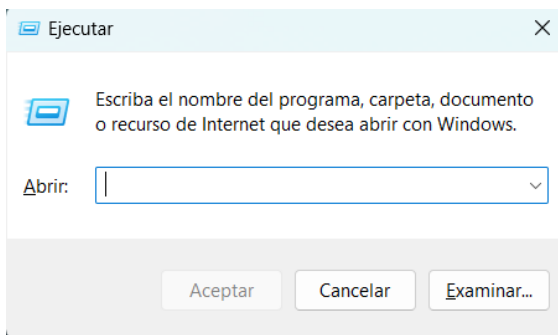 Ejecutar
Escriba el nombre del programa, carpeta, documento
o recurso de Internet que desea abrir con Windows.
Abrir:
Aceptar Cancelar Examinar...